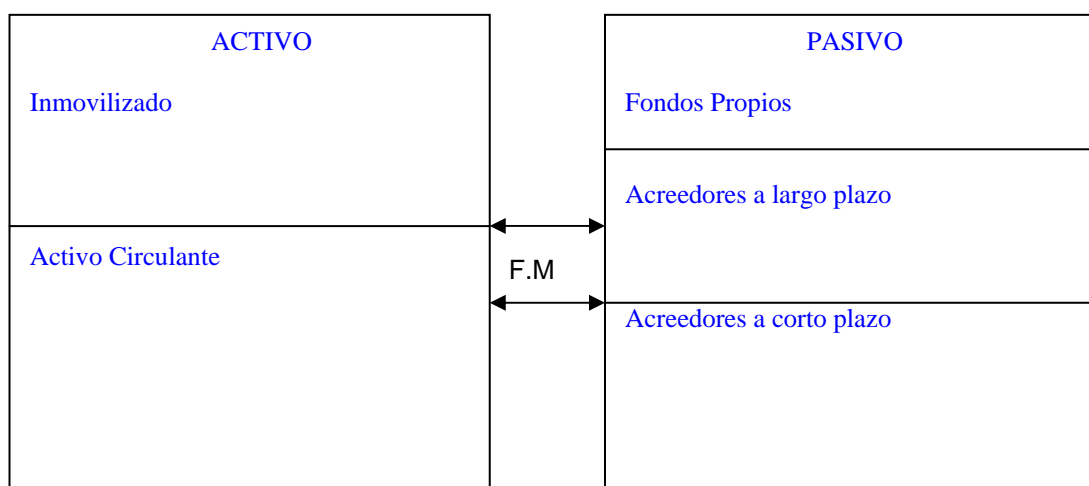 ACTIVO
Inmovilizado
Activo Circulante
F.M
PASIVO
Fondos Propios
Acreedores a largo plazo
Acreedores a corto plazo